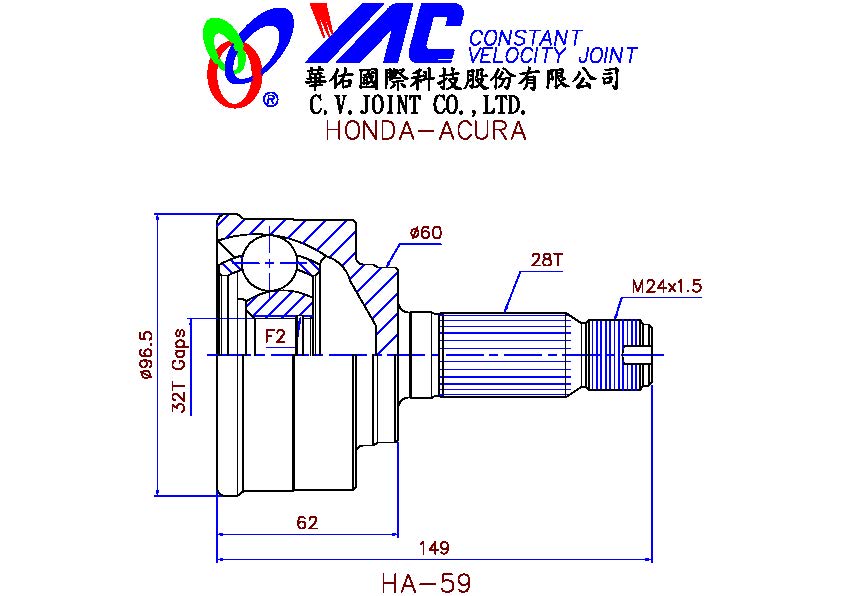 YAC CONSTANT
VELOCITY JOINT
®
華佑國際科技股份有限公司
C.V.JOINT CO.,LTD.
HONDA-ACURA
ø60
28T
M24x1.5
F2
ø96.5
32T Gaps
62
149
HA-59